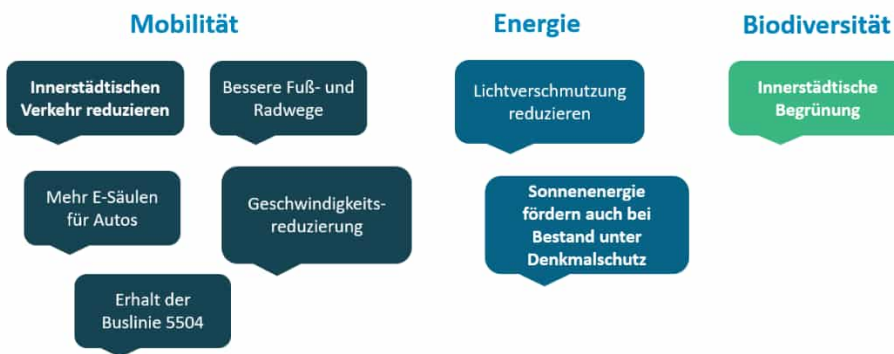 Mobilität
Energie
Biodiversität
Innerstädtischen
Verkehr reduzieren
Bessere Fuß- und
Radwege
Mehr E-Säulen
für Autos
Geschwindigkeits-
reduzierung
Erhalt der
Buslinie 5504
Lichtverschmutzung
reduzieren
Sonnenenergie
fördern auch bei
Bestand unter
Denkmalschutz
Innerstädtische
Begrünung